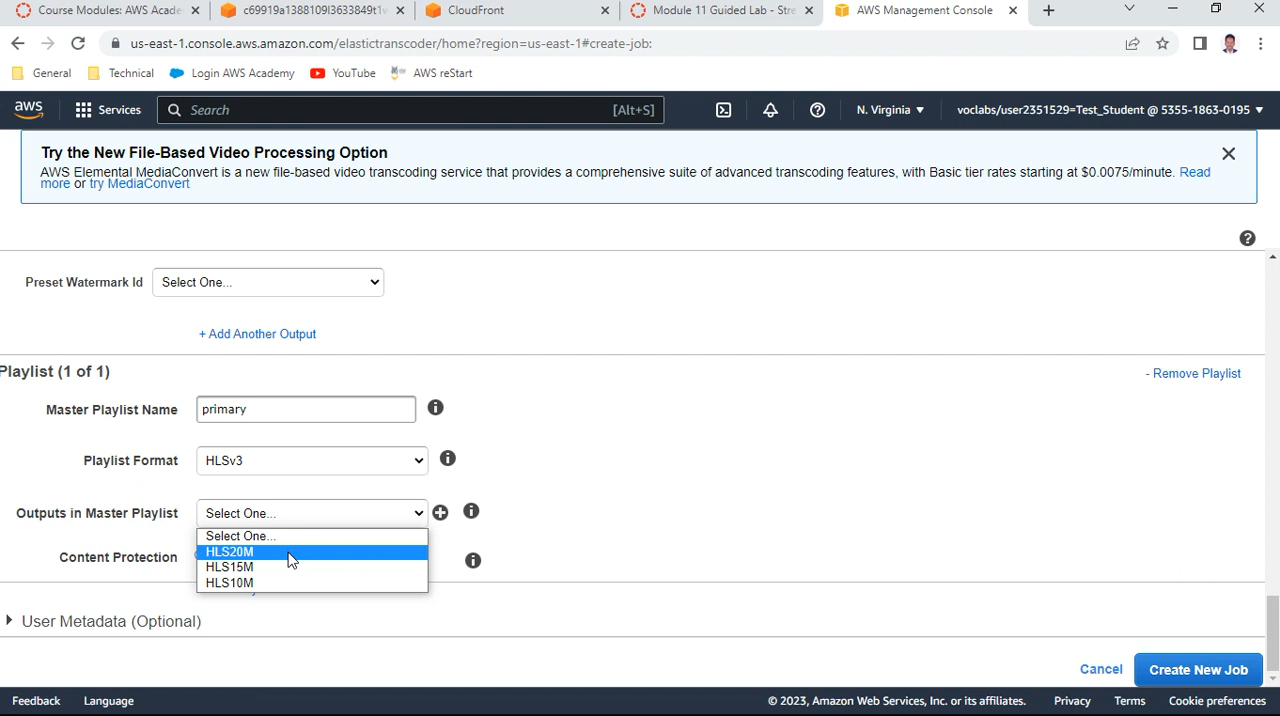 Course Modules: AWS Acade
c69919a1388109l3633849t1v
CloudFront
Module 11 Guided Lab - Stre
AWS Management Console
us-east-1.console.aws.amazon.com/elastictranscoder/home?region=us-east-1#create-job:
General
Technical
Login AWS Academy
YouTube
AWS reStart
aws
Services
Search
[Alt+S]
N. Virginia
voclabs/user2351529=Test_Student @ 5355-1863-0195
Try the New File-Based Video Processing Option
AWS Elemental MediaConvert is a new file-based video transcoding service that provides a comprehensive suite of advanced transcoding features, with Basic tier rates starting at $0.0075/minute. Read
more or try MediaConvert
Preset Watermark Id
Select One...
+ Add Another Output
Playlist (1 of 1)
- Remove Playlist
Master Playlist Name
primary
Playlist Format
HLSv3
Outputs in Master Playlist
Select One...
Select One...
HLS20M
HLS15M
HLS10M
Content Protection
User Metadata (Optional)
Cancel
Create New Job
Feedback
Language
© 2023, Amazon Web Services, Inc. or its affiliates.
Privacy
Terms
Cookie preferences